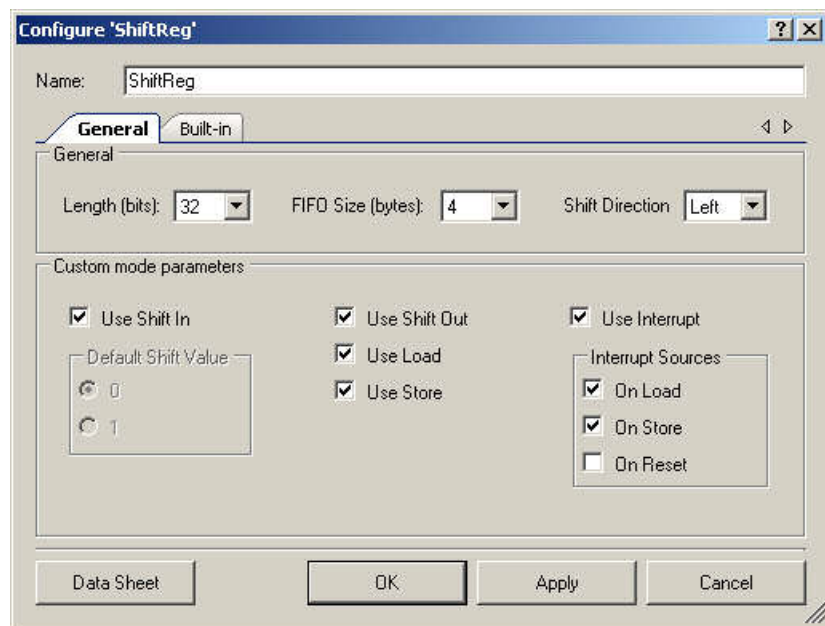 Configure 'ShiftReg'
Name: ShiftReg
General Built-in
General
Length (bits): 32 FIFO Size (bytes): 4 Shift Direction Left
Custom mode parameters
Use Shift In Use Shift Out Use Interrupt
Default Shift Value Use Load Interrupt Sources
0 Use Store On Load
1 On Store
On Reset
Data Sheet OK Apply Cancel